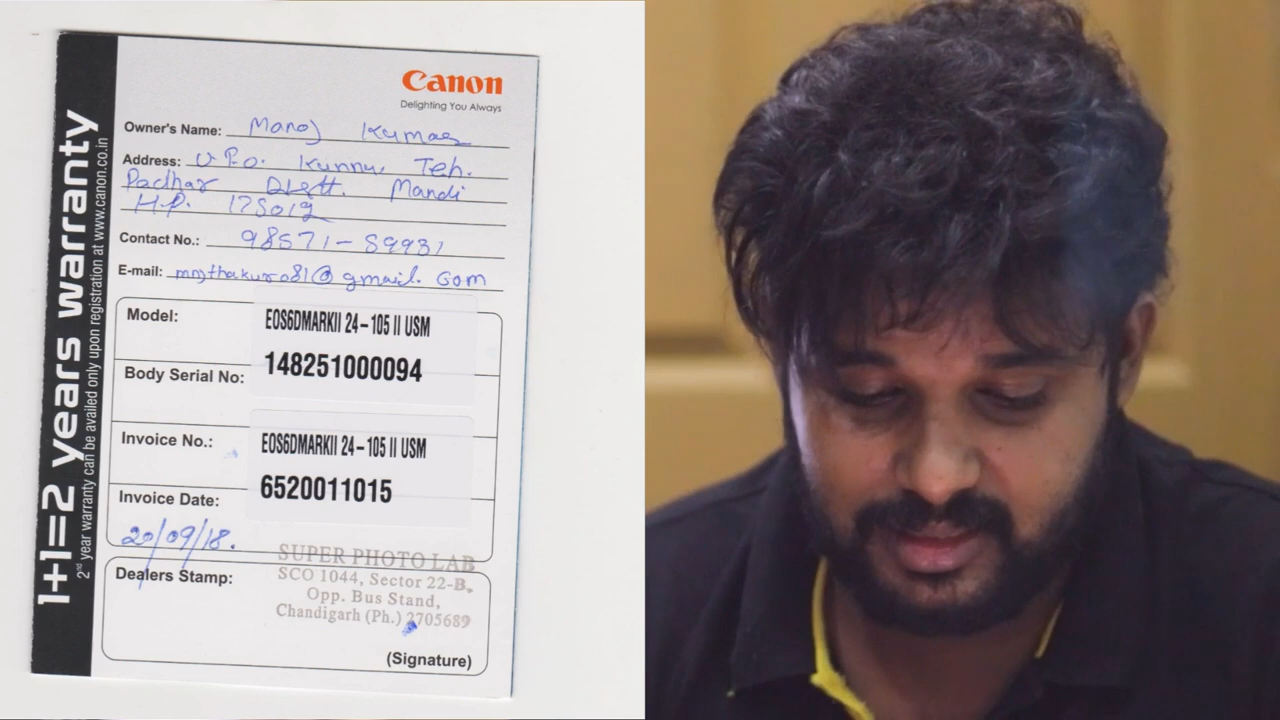 Canon
Delighting You Always
1+1=2 years warranty
2nd year warranty can be availed only upon registration at www.canon.co.in
Owner's Name: Manoj Kumar
Address: V.P.O. Kunnu Teh.
Padhar Distt. Mandi
H.P. 175012
Contact No.: 98571-59931
E-mail: mnjthakur081@gmail.com
Model: EOS6DMARKII 24-105 II USM
Body Serial No: 148251000094
Invoice No.: EOS6DMARKII 24-105 II USM
6520011015
Invoice Date:
20/09/18.
Dealers Stamp:
SUPER PHOTO LAB
SCO 1044, Sector 22-B,
Opp. Bus Stand,
Chandigarh (Ph.) 2705689
(Signature)